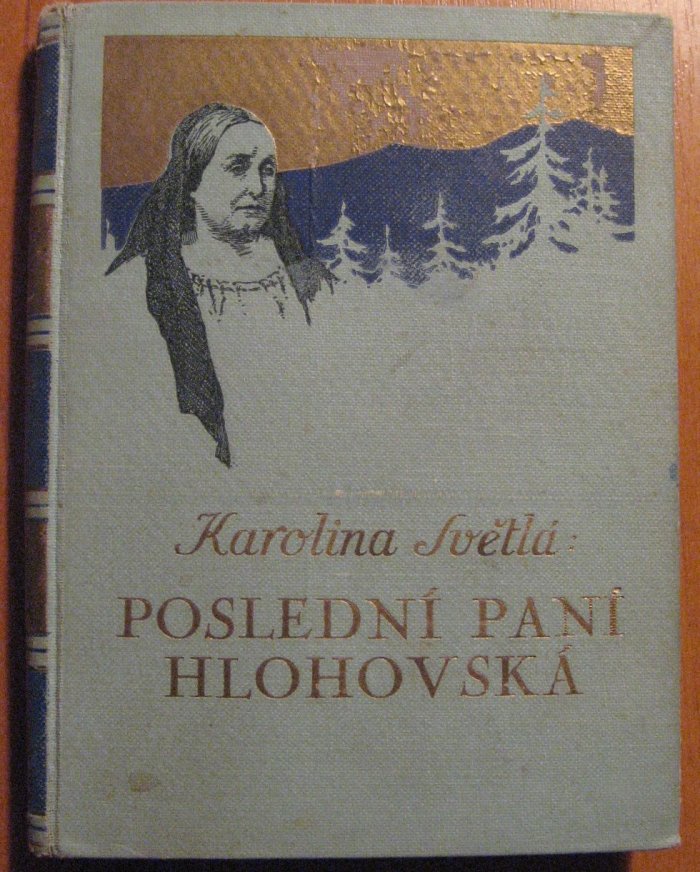 Karolina Světlá:
POSLEDNÍ PANÍ
HLOHOVSKÁ